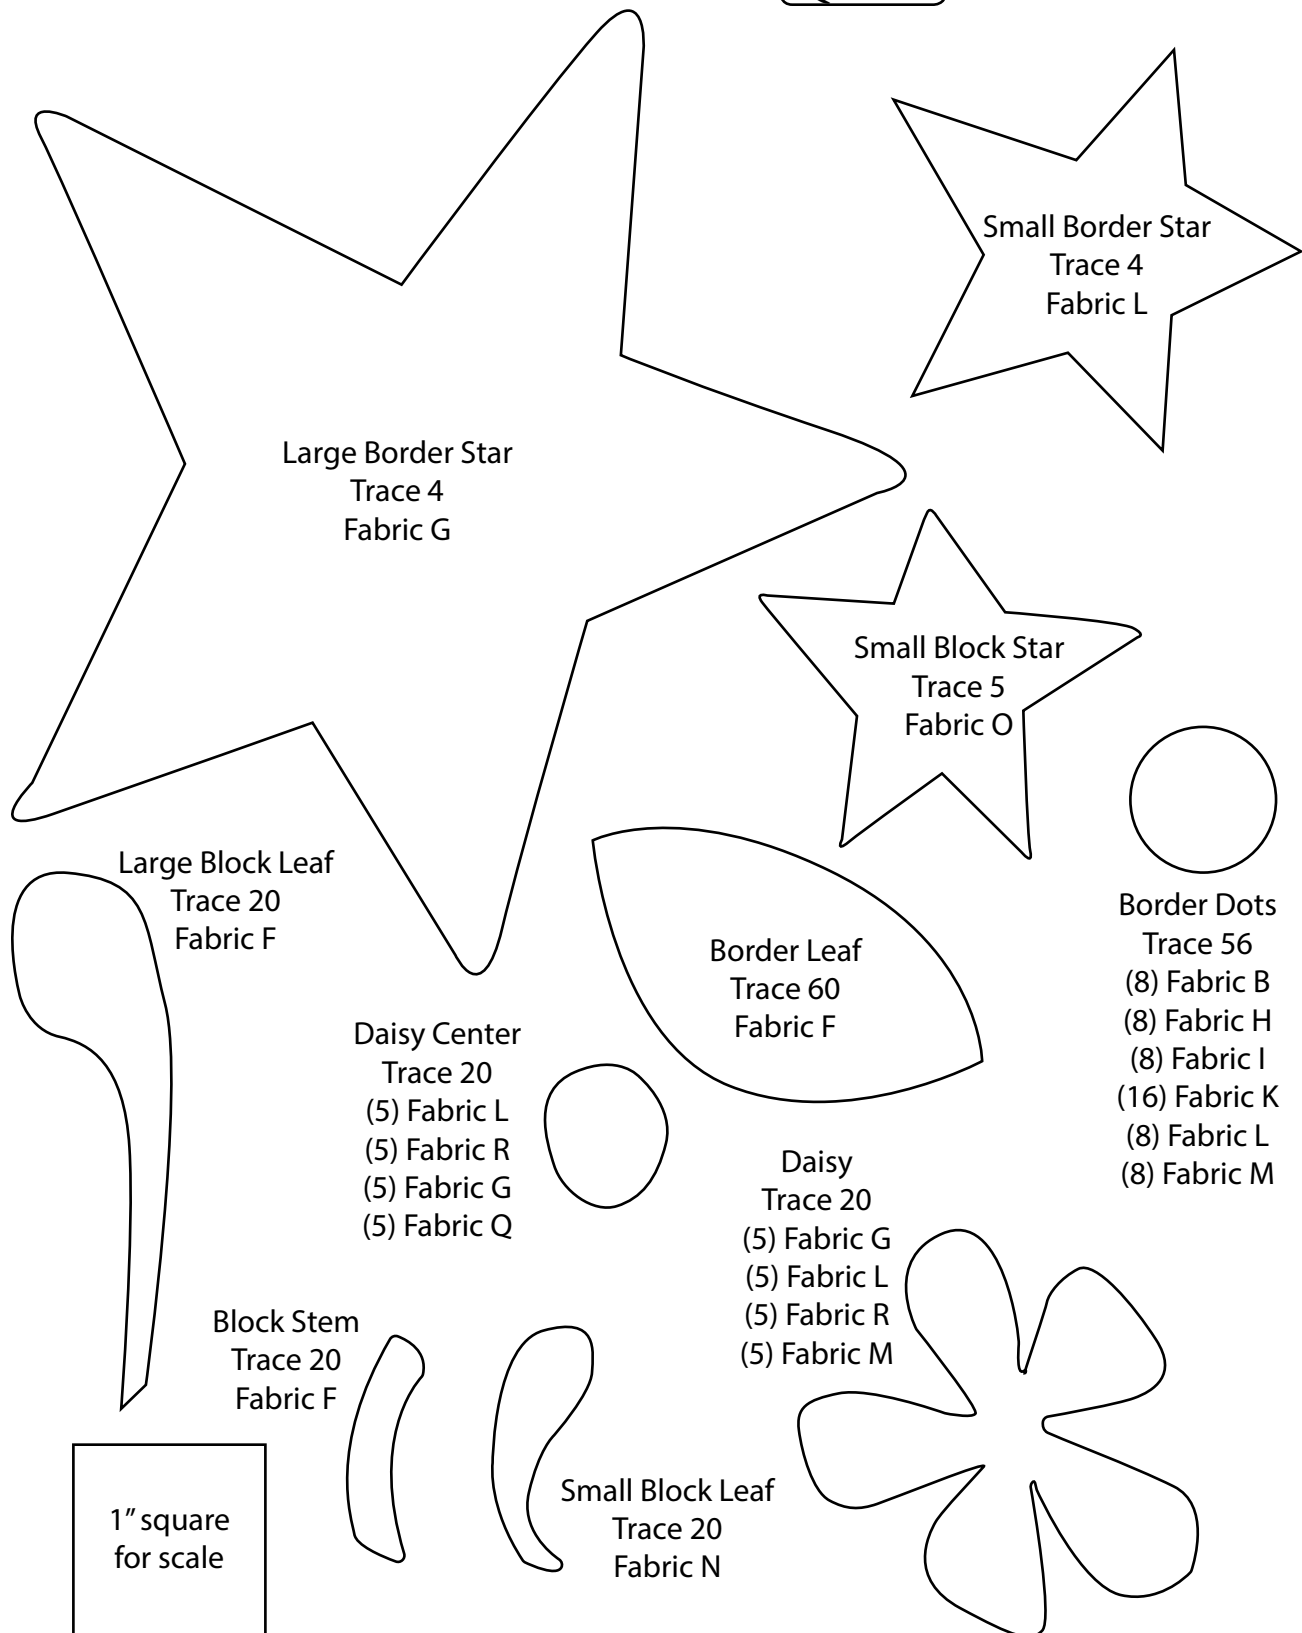 Small Border Star
Trace 4
Fabric L
Large Border Star
Trace 4
Fabric G
Small Block Star
Trace 5
Fabric O
Large Block Leaf
Trace 20
Fabric F
Border Leaf
Trace 60
Fabric F
Border Dots
Trace 56
(8) Fabric B
(8) Fabric H
(8) Fabric I
(16) Fabric K
(8) Fabric L
(8) Fabric M
Daisy Center
Trace 20
(5) Fabric L
(5) Fabric R
(5) Fabric G
(5) Fabric Q
Daisy
Trace 20
(5) Fabric G
(5) Fabric L
(5) Fabric R
(5) Fabric M
Block Stem
Trace 20
Fabric F
Small Block Leaf
Trace 20
Fabric N
1” square
for scale